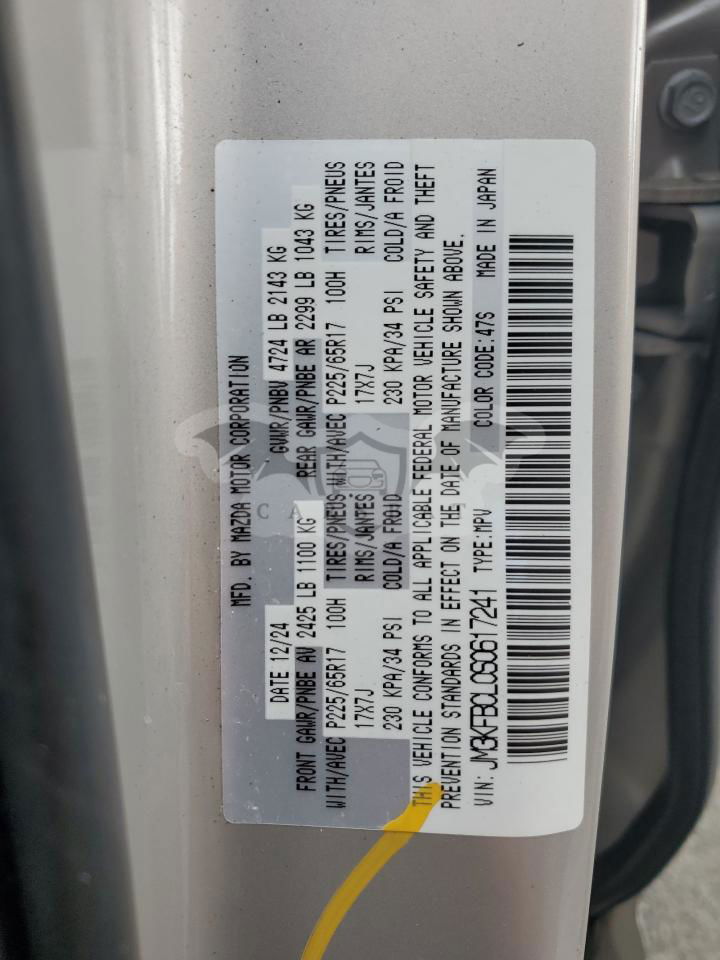 MFD. BY MAZDA MOTOR CORPORATION
DATE 12/24 GVWR/PNBV 4724 LB 2143 KG
FRONT GAWR/PNBE AV 2425 LB 1100 KG REAR GAWR/PNBE AR 2299 LB 1043 KG
WITH/AVEC P225/65R17 100H TIRES/PNEUS WITH/AVEC P225/65R17 100H TIRES/PNEUS
17X7J RIMS/JANTES 17X7J RIMS/JANTES
230 KPA/34 PSI COLD/A FROID 230 KPA/34 PSI COLD/A FROID
THIS VEHICLE CONFORMS TO ALL APPLICABLE FEDERAL MOTOR VEHICLE SAFETY AND THEFT
PREVENTION STANDARDS IN EFFECT ON THE DATE OF MANUFACTURE SHOWN ABOVE.
VIN: JM3KFBCL0S0617241 TYPE:MPV COLOR CODE:47S MADE IN JAPAN